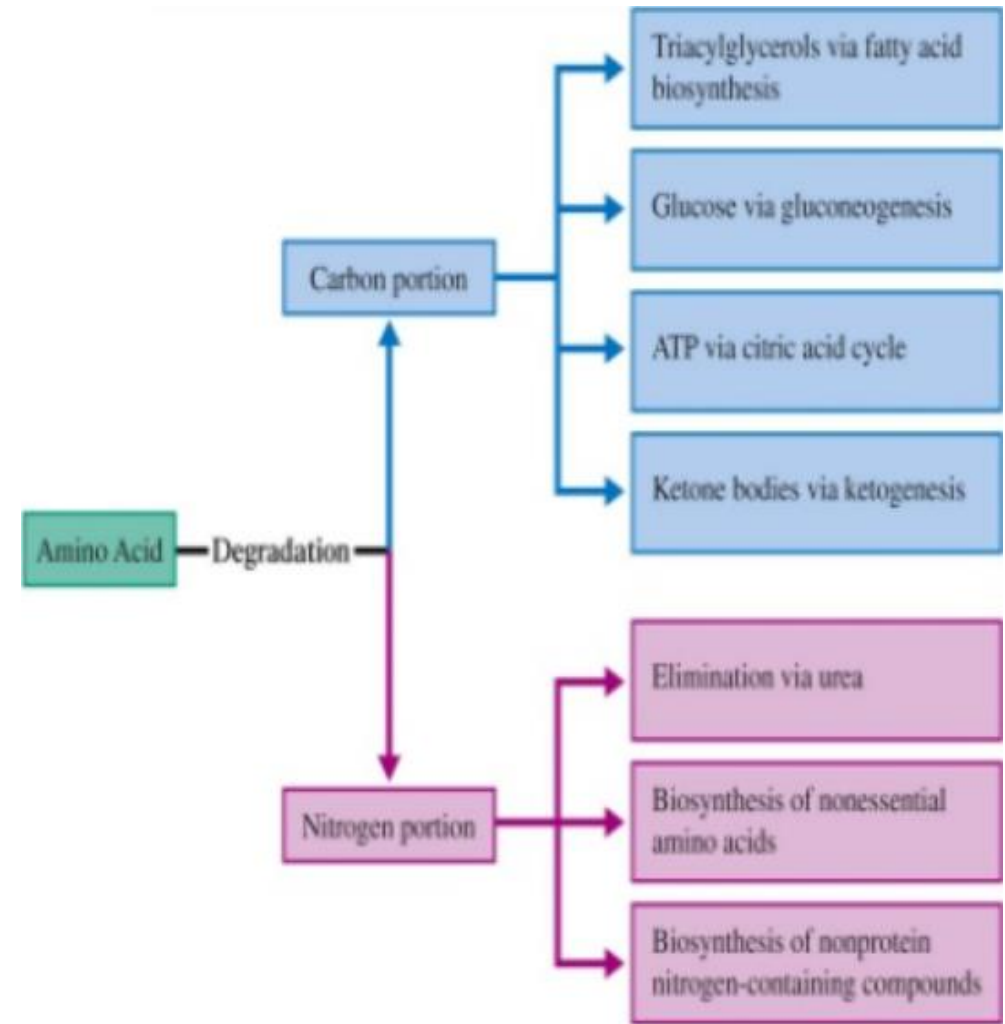 Triacylglycerols via fatty acid
biosynthesis
Glucose via gluconeogenesis
Carbon portion
ATP via citric acid cycle
Ketone bodies via ketogenesis
Amino Acid
Degradation
Elimination via urea
Nitrogen portion
Biosynthesis of nonessential
amino acids
Biosynthesis of nonprotein
nitrogen-containing compounds